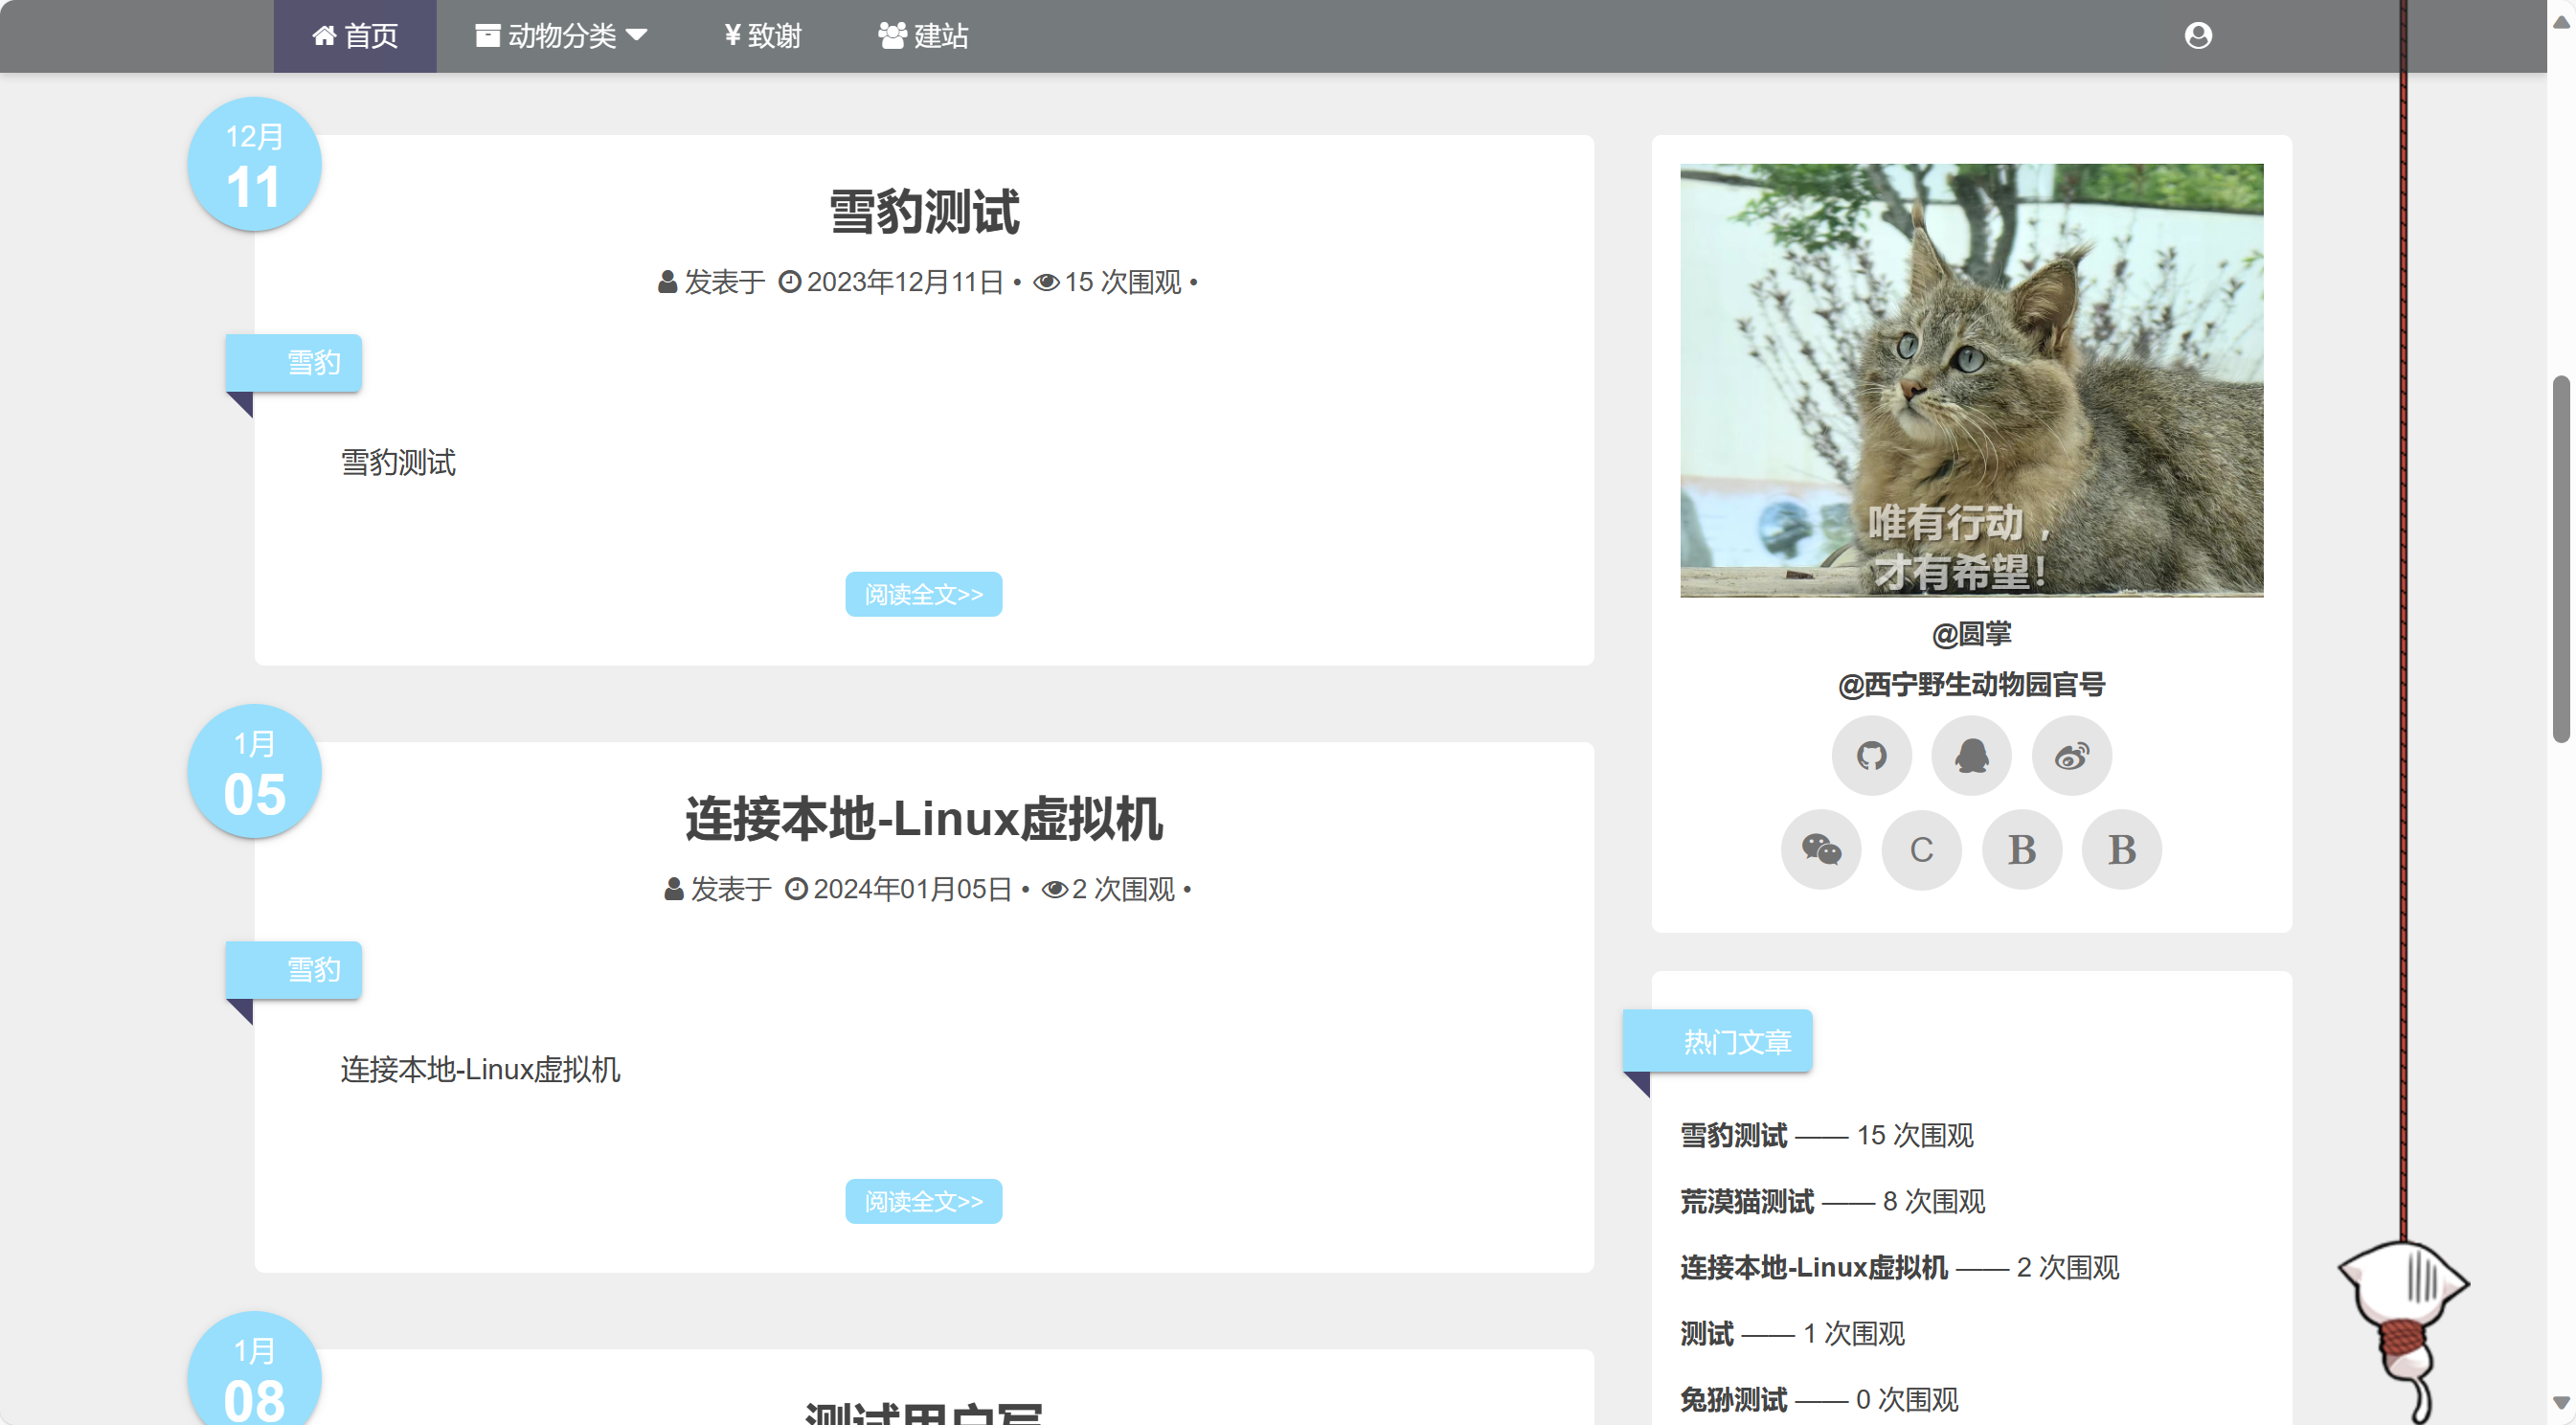 首页 动物分类 ¥ 致谢 建站
12月
11
雪豹测试
发表于 2023年12月11日 • 15 次围观 •
雪豹
雪豹测试
阅读全文>>
1月
05
连接本地-Linux虚拟机
发表于 2024年01月05日 • 2 次围观 •
雪豹
连接本地-Linux虚拟机
阅读全文>>
1月
08
测试用户写
唯有行动，
才有希望！
@圆掌
@西宁野生动物园官号
C B B
热门文章
雪豹测试 —— 15 次围观
荒漠猫测试 —— 8 次围观
连接本地-Linux虚拟机 —— 2 次围观
测试 —— 1 次围观
兔狲测试 —— 0 次围观